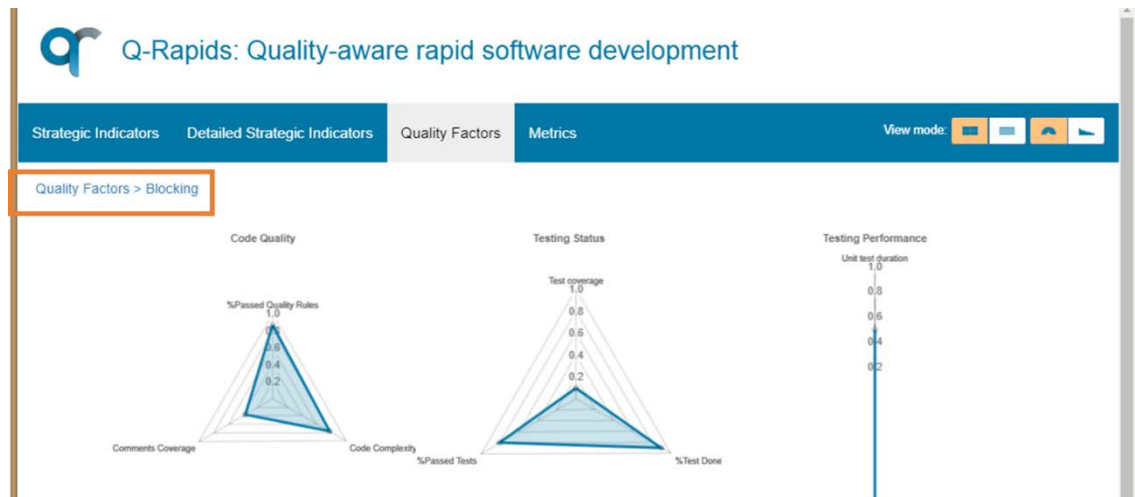 qr
Q-Rapids: Quality-aware rapid software development
Strategic Indicators Detailed Strategic Indicators Quality Factors Metrics View mode:
Quality Factors > Blocking
Code Quality Testing Status Testing Performance
Unit test duration
1.0
0.8
0.6
0.4
0.2
Test coverage
1.0
0.8
0.6
0.4
0.2
%Passed Tests %Test Done
%Passed Quality Rules
1.0
0.6
0.4
0.2
Comments Coverage Code Complexity